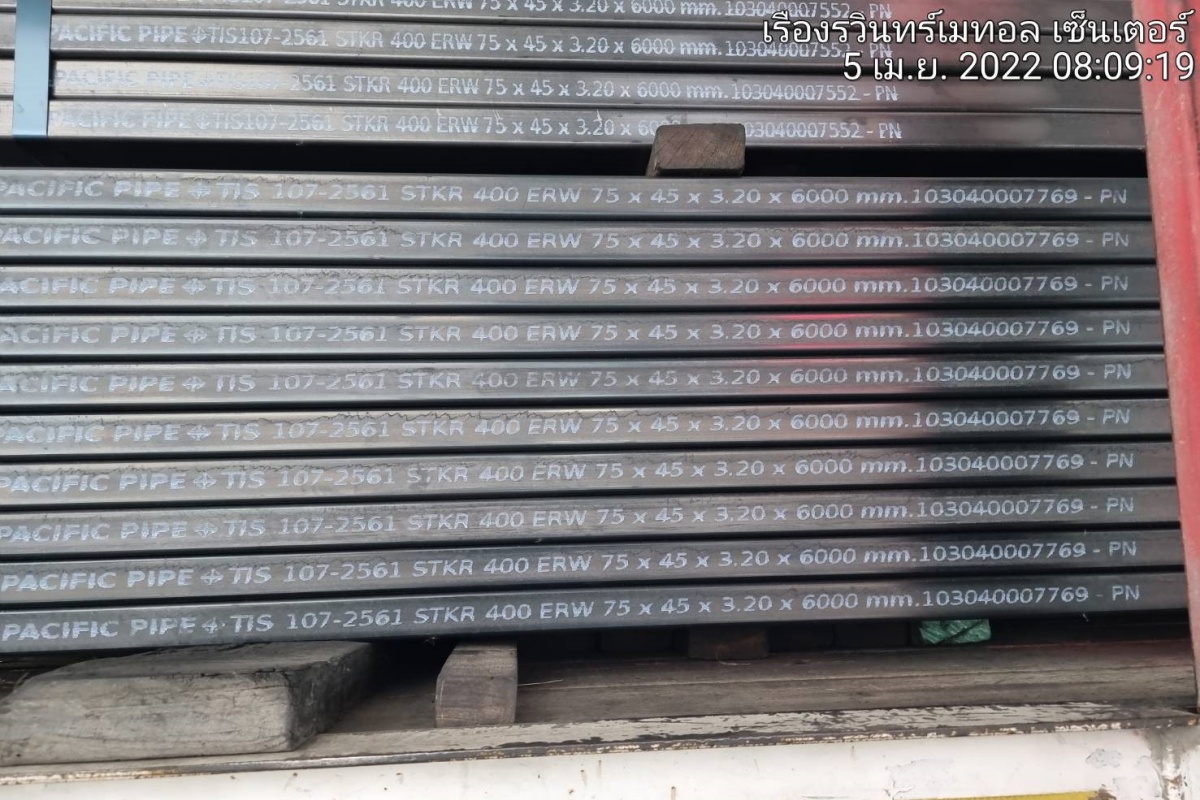 เรืองรวินทร์เมทอล เซ็นเตอร์
5 เม.ย. 2022 08:09:19
400 ERW 75 x 45 x 3.20 x 6000 mm.103040007552 - PN
PACIFIC PIPE TIS107-2561 STKR 400 ERW 75 x 45 x 3.20 x 6000 mm.103040007552 - PN
PACIFIC PIPE TIS107-2561 STKR 400 ERW 75 x 45 x 3.20 x 6000 mm.103040007552 - PN
PACIFIC PIPE TIS107-2561 STKR 400 ERW 75 x 45 x 3.20 x 03040007552 - PN
PACIFIC PIPE TIS 107-2561 STKR 400 ERW 75 x 45 x 3.20 x 6000 mm.103040007769 - PN
PACIFIC PIPE TIS 107-2561 STKR 400 ERW 75 x 45 x 3.20 x 6000 mm.103040007769 - PN
PACIFIC PIPE TIS 107-2561 STKR 400 ERW 75 x 45 x 3.20 x 6000 mm.103040007769 - PN
PACIFIC PIPE TIS 107-2561 STKR 400 ERW 75 x 45 x 3.20 x 6000 mm.103040007769 - PN
PACIFIC PIPE TIS 107-2561 STKR 400 ERW 75 x 45 x 3.20 x 6000 mm.103040007769 - PN
PACIFIC PIPE TIS 107-2561 STKR 400 ERW 75 x 45 x 3.20 x 6000 mm.103040007769 - PN
PACIFIC PIPE TIS 107-2561 STKR 400 ERW 75 x 45 x 3.20 x 6000 mm.103040007769 - PN
PACIFIC PIPE TIS 107-2561 STKR 400 ERW 75 x 45 x 3.20 x 6000 mm.103040007769 - PN
PACIFIC PIPE TIS 107-2561 STKR 400 ERW 75 x 45 x 3.20 x 6000 mm.103040007769 - PN
PACIFIC PIPE TIS 107-2561 STKR 400 ERW 75 x 45 x 3.20 x 6000 mm.103040007769 - PN